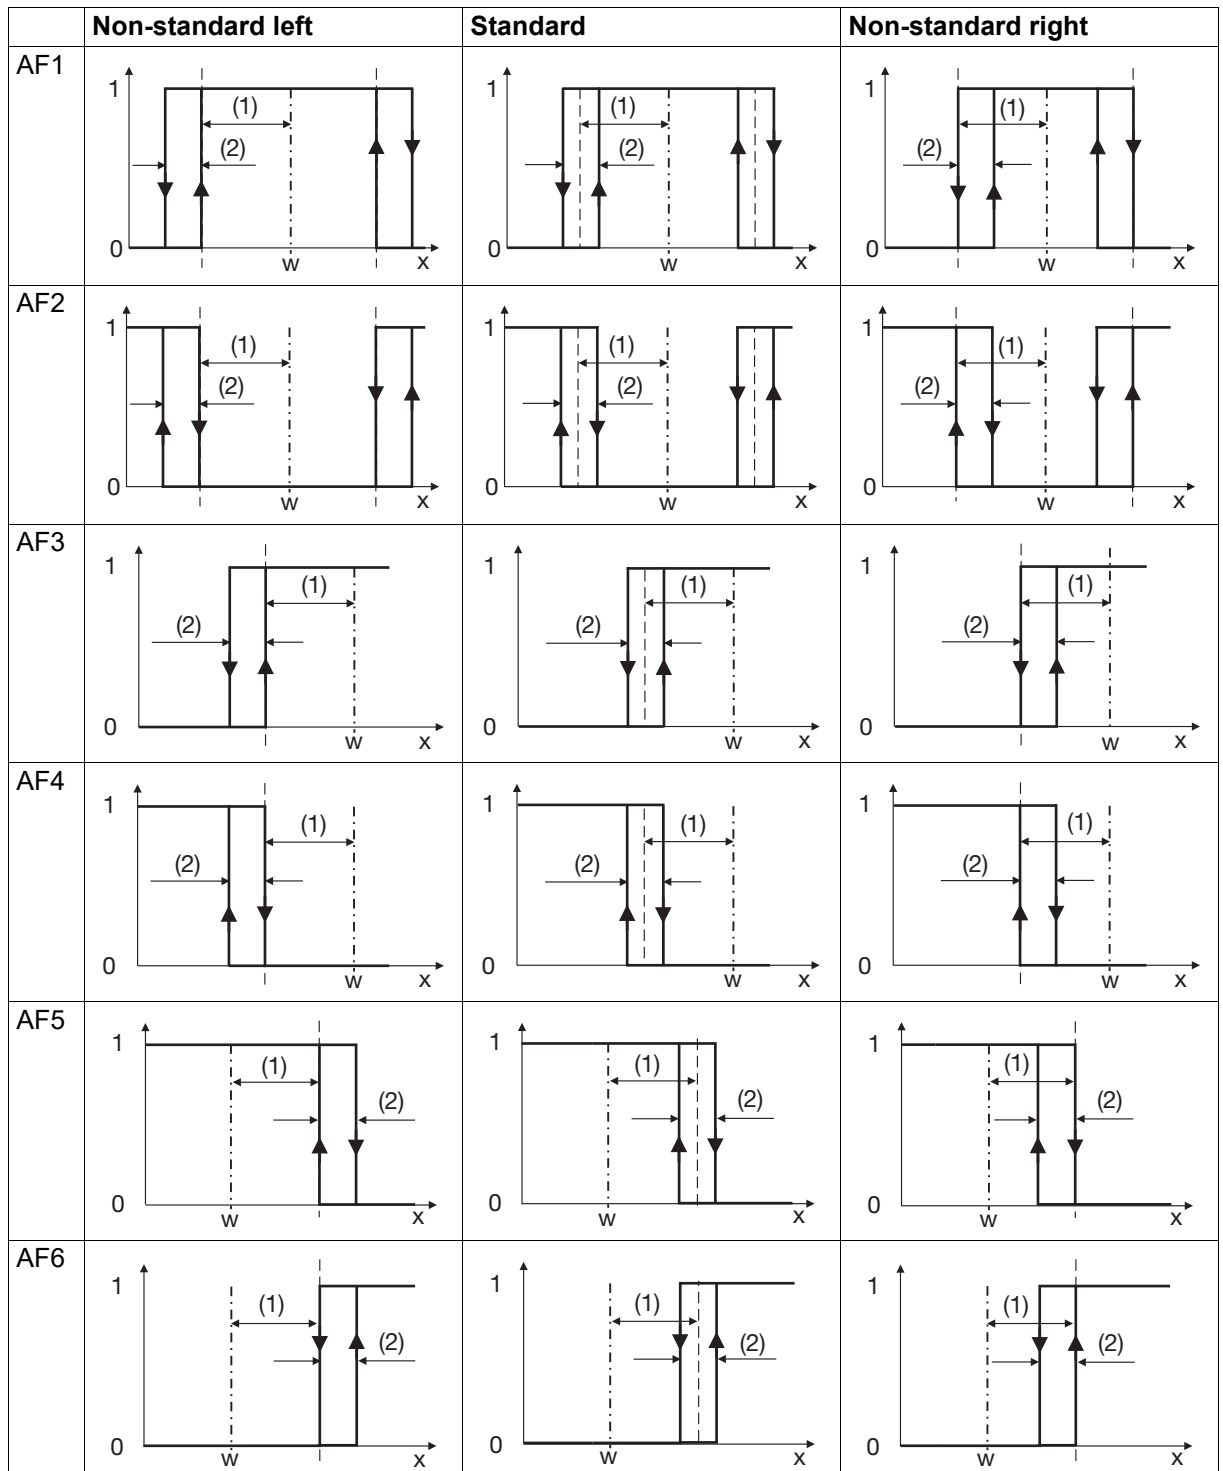 Non-standard left Standard Non-standard right
AF1
1 (1) (2) 0 w x
1 (1) (2) 0 w x
1 (1) (2) 0 w x
AF2
1 (1) (2) 0 w x
1 (1) (2) 0 w x
1 (1) (2) 0 w x
AF3
1 (1) (2) 0 w x
1 (1) (2) 0 w x
1 (1) (2) 0 w x
AF4
1 (1) (2) 0 w x
1 (1) (2) 0 w x
1 (1) (2) 0 w x
AF5
1 (1) (2) 0 w x
1 (1) (2) 0 w x
1 (1) (2) 0 w x
AF6
1 (1) (2) 0 w x
1 (1) (2) 0 w x
1 (1) (2) 0 w x